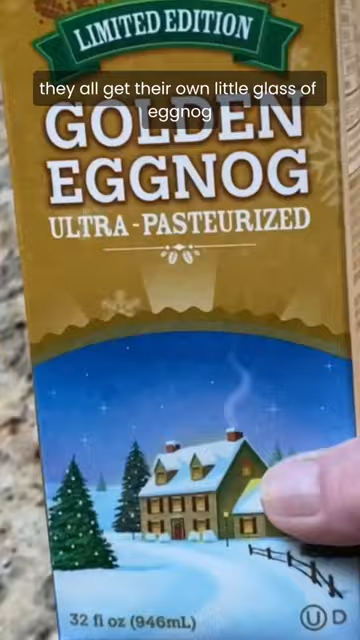 LIMITED EDITION
they all get their own little glass of
eggnog
GOLDEN
EGGNOG
ULTRA-PASTEURIZED
32 fl oz (946mL)
U D